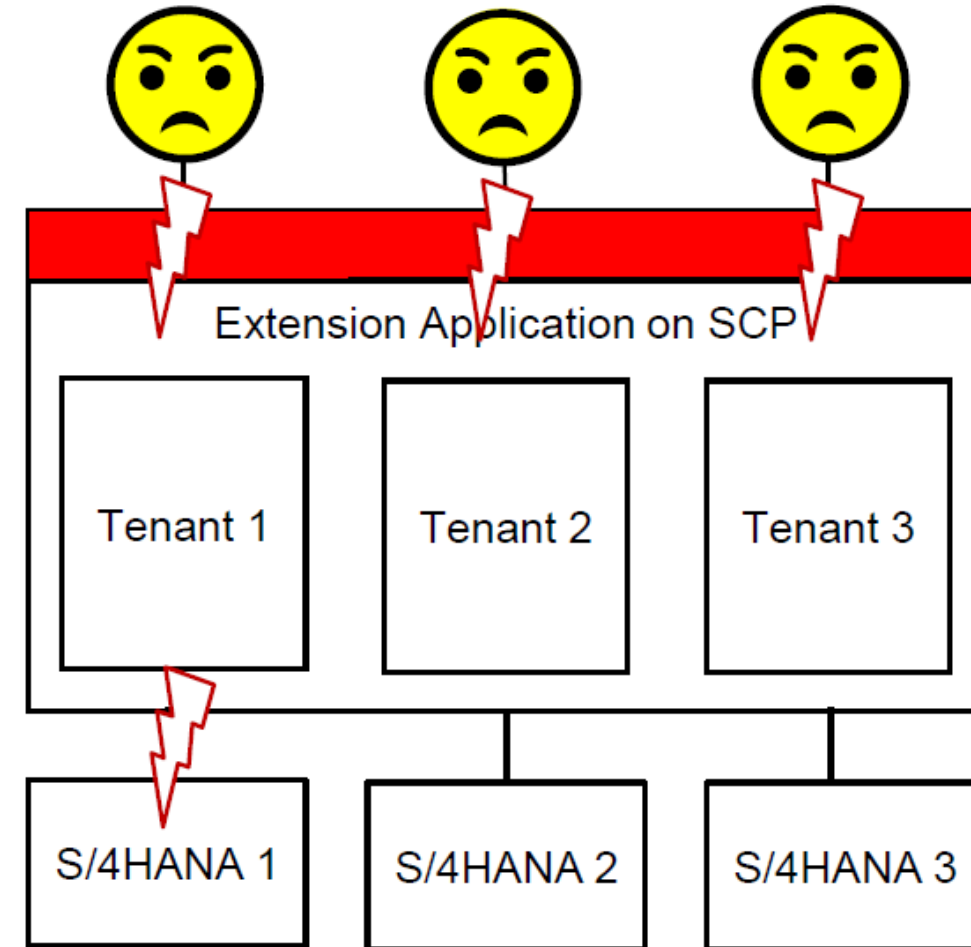 Extension Application on SCP
Tenant 1
Tenant 2
Tenant 3
S/4HANA 1
S/4HANA 2
S/4HANA 3